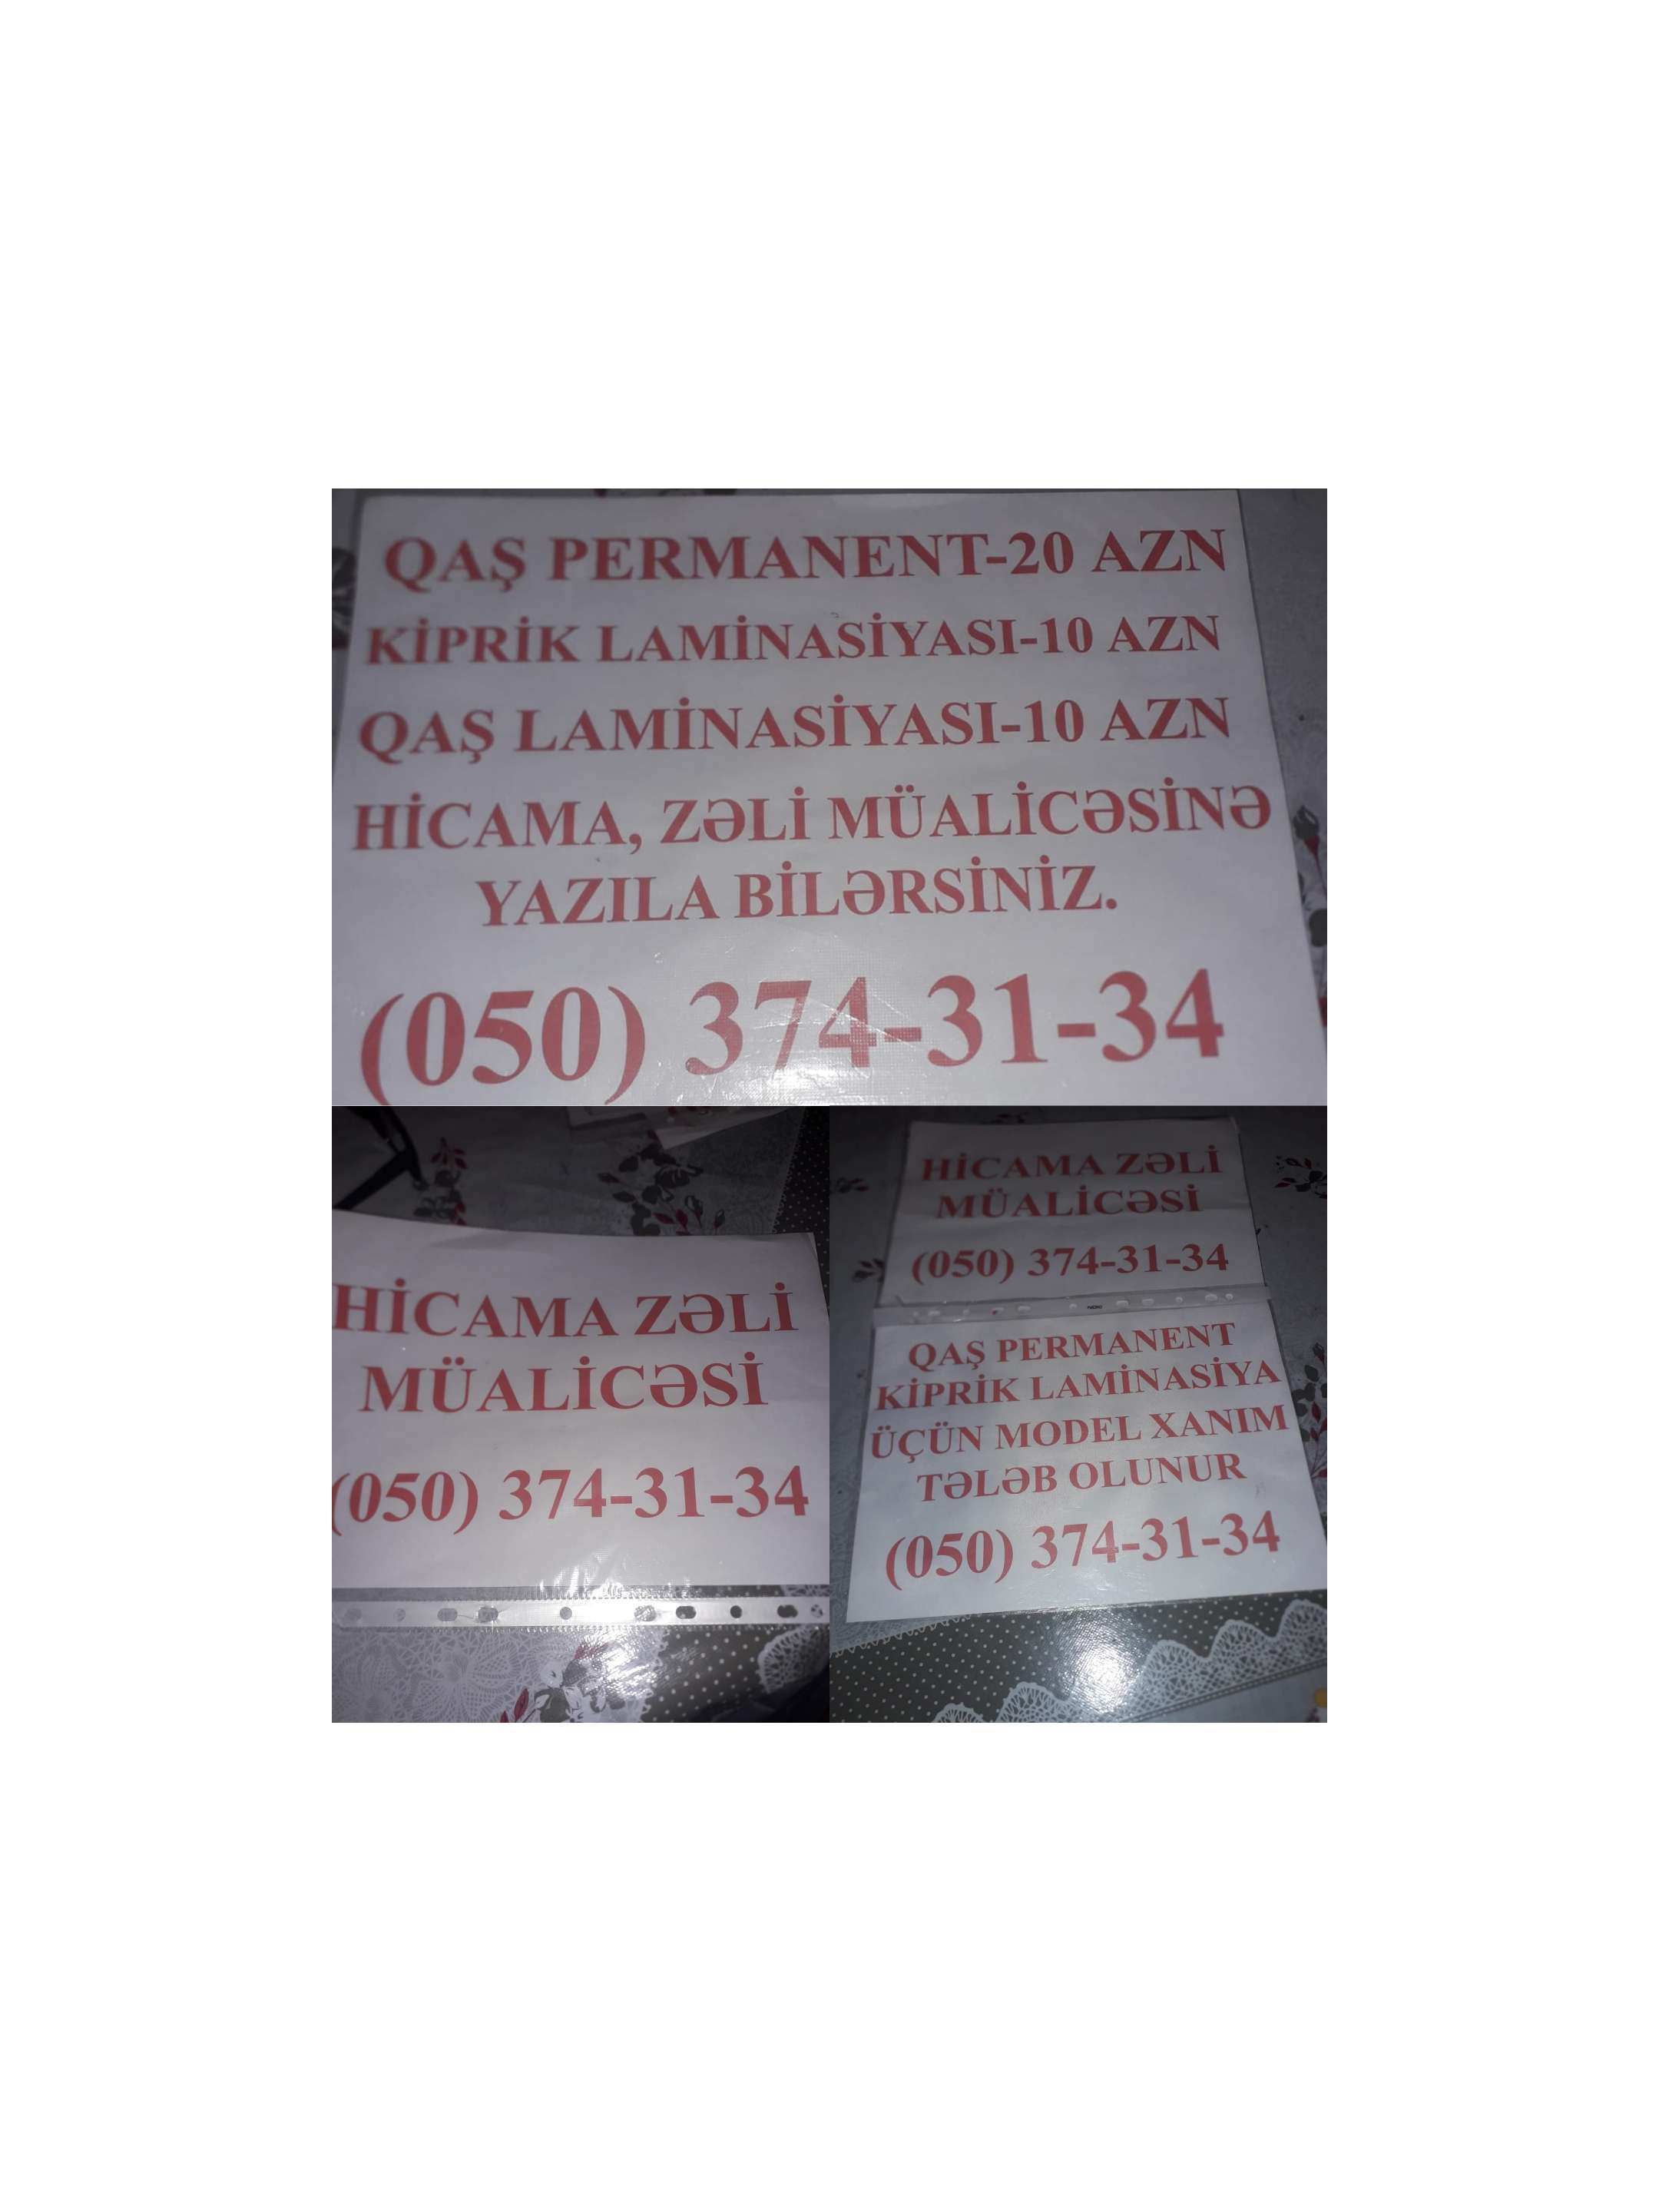 QAŞ PERMANENT-20 AZN
KİPRİK LAMİNASİYASI-10 AZN
QAŞ LAMİNASİYASI-10 AZN
HİCAMA, ZƏLİ MÜALİCƏSİNƏ
YAZILA BİLƏRSİNİZ.
(050) 374-31-34
HİCAMA ZƏLİ
MÜALİCƏSİ
(050) 374-31-34
HİCAMA ZƏLİ
MÜALİCƏSİ
(050) 374-31-34
QAŞ PERMANENT
KİPRİK LAMİNASİYA
ÜÇÜN MODEL XANIM
TƏLƏB OLUNUR
(050) 374-31-34